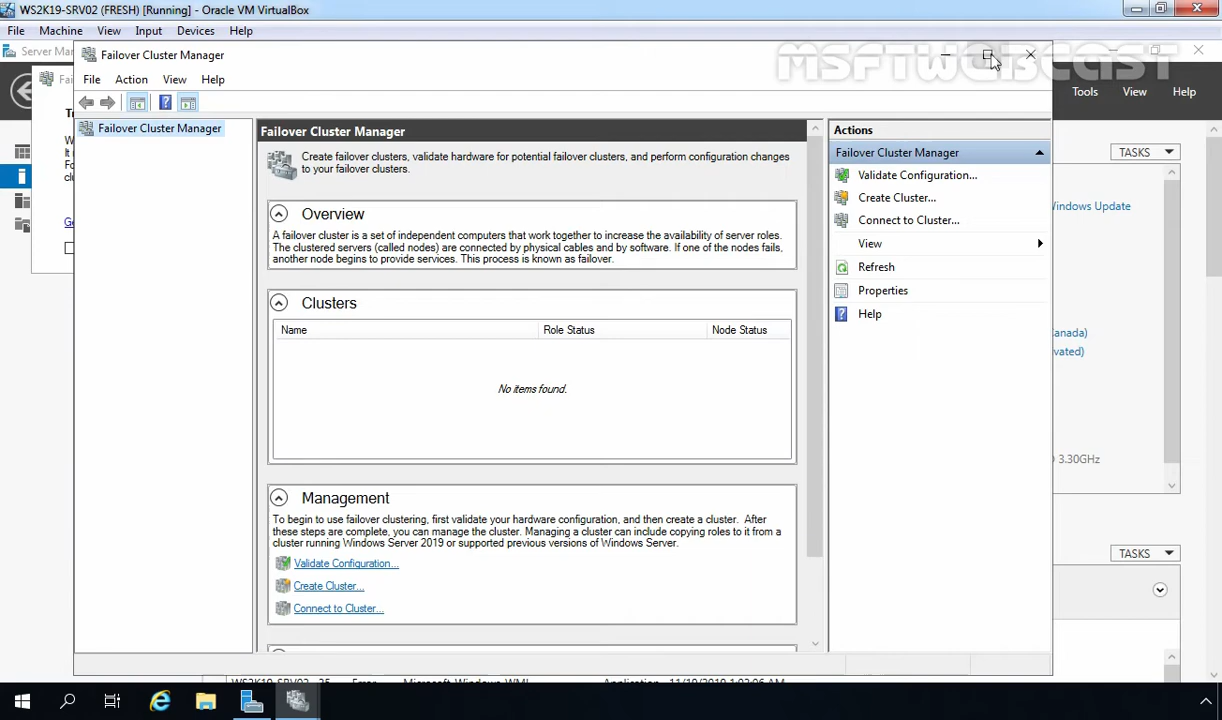 WS2K19-SRV02 (FRESH) [Running] - Oracle VM VirtualBox
File Machine View Input Devices Help
Server Ma
Failover Cluster Manager
MSFTWEBCAST
Fai
File Action View Help
Tools View Help
Failover Cluster Manager
Failover Cluster Manager
Actions
Create failover clusters, validate hardware for potential failover clusters, and perform configuration changes
to your failover clusters.
Failover Cluster Manager
TASKS
Validate Configuration...
Create Cluster...
Windows Update
Connect to Cluster...
Overview
A failover cluster is a set of independent computers that work together to increase the availability of server roles.
The clustered servers (called nodes) are connected by physical cables and by software. If one of the nodes fails,
another node begins to provide services. This process is known as failover.
View
Refresh
Properties
Help
Clusters
Name Role Status Node Status
anada)
vated)
No items found.
3.30GHz
Management
To begin to use failover clustering, first validate your hardware configuration, and then create a cluster. After
these steps are complete, you can manage the cluster. Managing a cluster can include copying roles to it from a
cluster running Windows Server 2019 or supported previous versions of Windows Server.
Validate Configuration...
Create Cluster...
Connect to Cluster...
TASKS